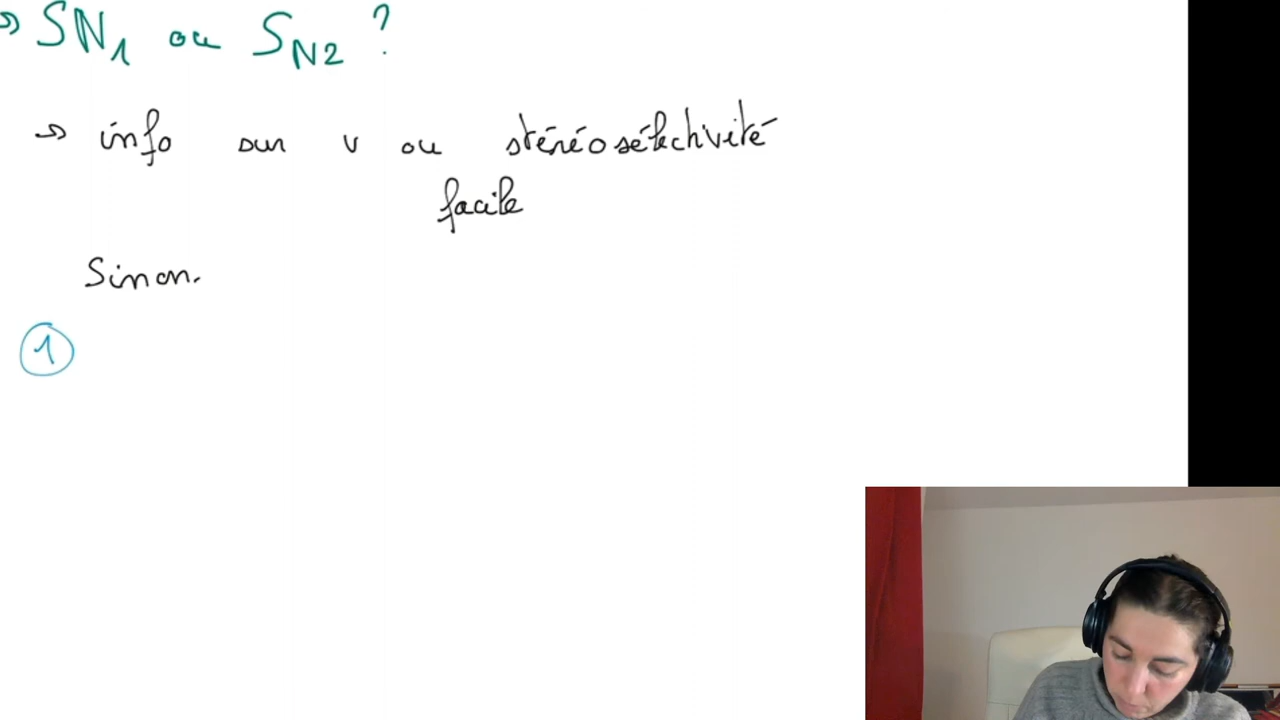 → SN1 ou SN2 ?
→ info sur v ou stéréosélectivité
facile
Sinon.
1